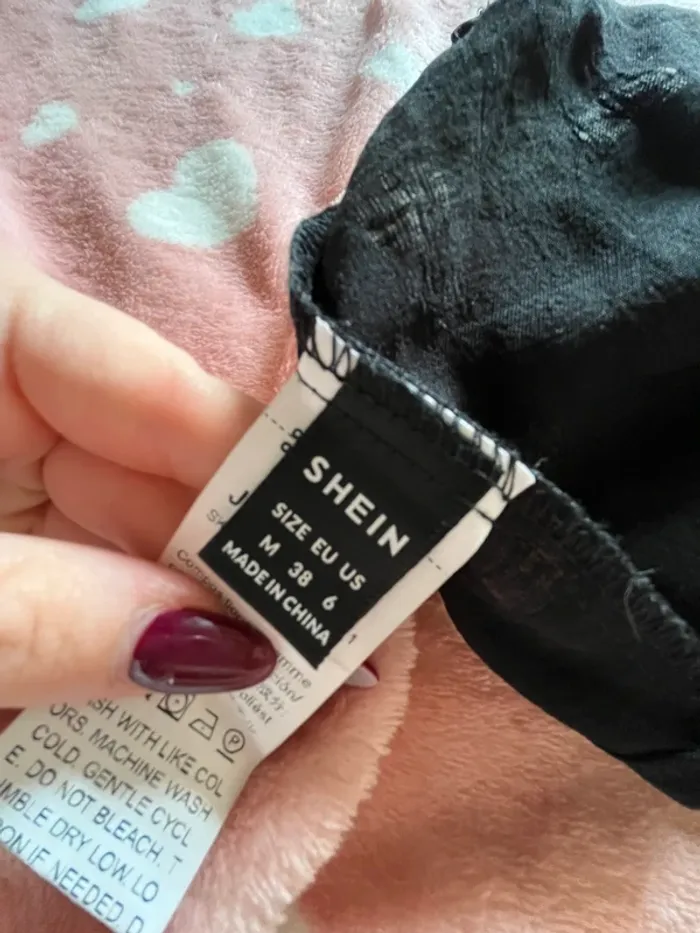 SHEIN
SIZE EU US
M 38 6
MADE IN CHINA
SH WITH LIKE COL
ORS. MACHINE WASH
COLD. GENTLE CYCL
E. DO NOT BLEACH. T
MBLE DRY LOW. LO
ON IF NEEDED. D